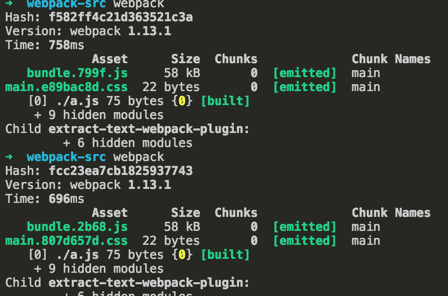 ➜ webpack-src webpack
Hash: f582ff4c21d363521c3a
Version: webpack 1.13.1
Time: 758ms
Asset Size Chunks Chunk Names
bundle.799f.js 58 kB 0 [emitted] main
main.e89bac8d.css 22 bytes 0 [emitted] main
[0] ./a.js 75 bytes {0} [built]
+ 9 hidden modules
Child extract-text-webpack-plugin:
+ 6 hidden modules
➜ webpack-src webpack
Hash: fcc23ea7cb1825937743
Version: webpack 1.13.1
Time: 696ms
Asset Size Chunks Chunk Names
bundle.2b68.js 58 kB 0 [emitted] main
main.807d657d.css 22 bytes 0 [emitted] main
[0] ./a.js 75 bytes {0} [built]
+ 9 hidden modules
Child extract-text-webpack-plugin:
+ 6 hidden modules